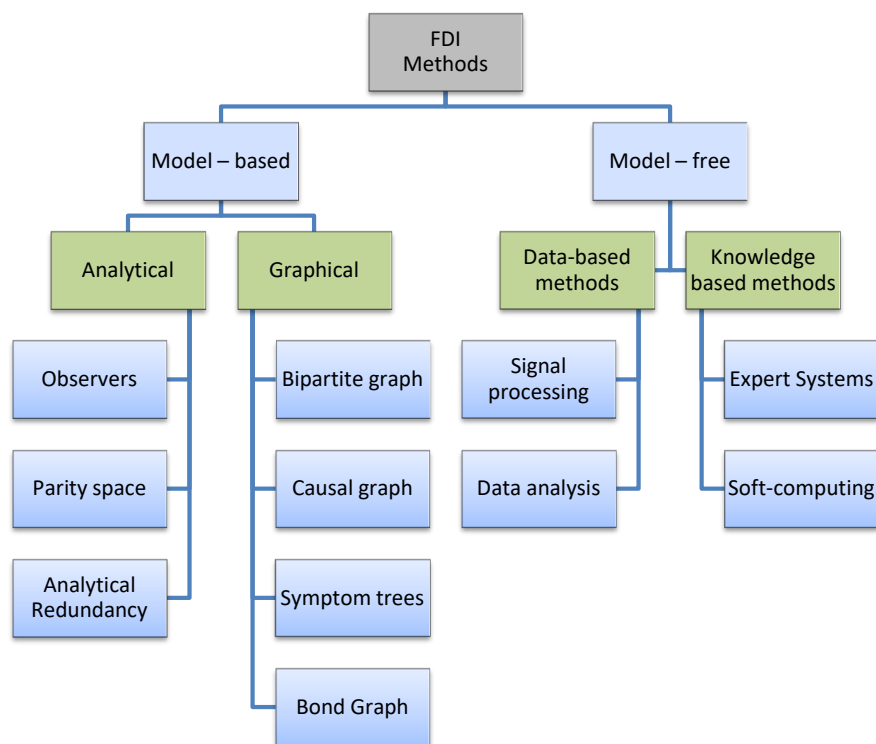 FDI
Methods
Model – based
Model – free
Analytical
Graphical
Data-based
methods
Knowledge
based methods
Observers
Bipartite graph
Signal
processing
Expert Systems
Parity space
Causal graph
Data analysis
Soft-computing
Analytical
Redundancy
Symptom trees
Bond Graph